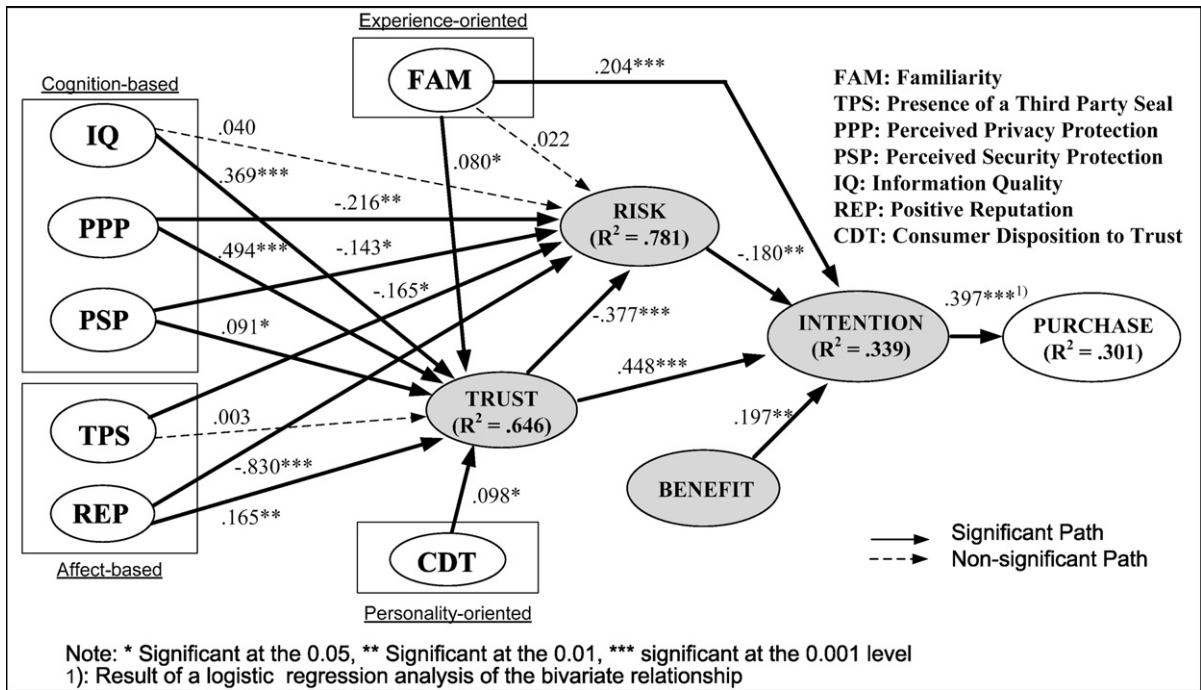 Experience-oriented
FAM
.204***
FAM: Familiarity
TPS: Presence of a Third Party Seal
PPP: Perceived Privacy Protection
PSP: Perceived Security Protection
IQ: Information Quality
REP: Positive Reputation
CDT: Consumer Disposition to Trust
Cognition-based
IQ
.040
.022
.080*
.369***
PPP
-.216**
RISK
(R² = .781)
.494***
-.143*
-.180**
PSP
-.165*
.091*
-.377***
INTENTION
(R² = .339)
.397***¹⁾
PURCHASE
(R² = .301)
.448***
TRUST
(R² = .646)
TPS
.003
.197**
BENEFIT
-.830***
REP
.165**
.098*
Affect-based
CDT
Personality-oriented
Significant Path
Non-significant Path
Note: * Significant at the 0.05, ** Significant at the 0.01, *** significant at the 0.001 level
1): Result of a logistic regression analysis of the bivariate relationship